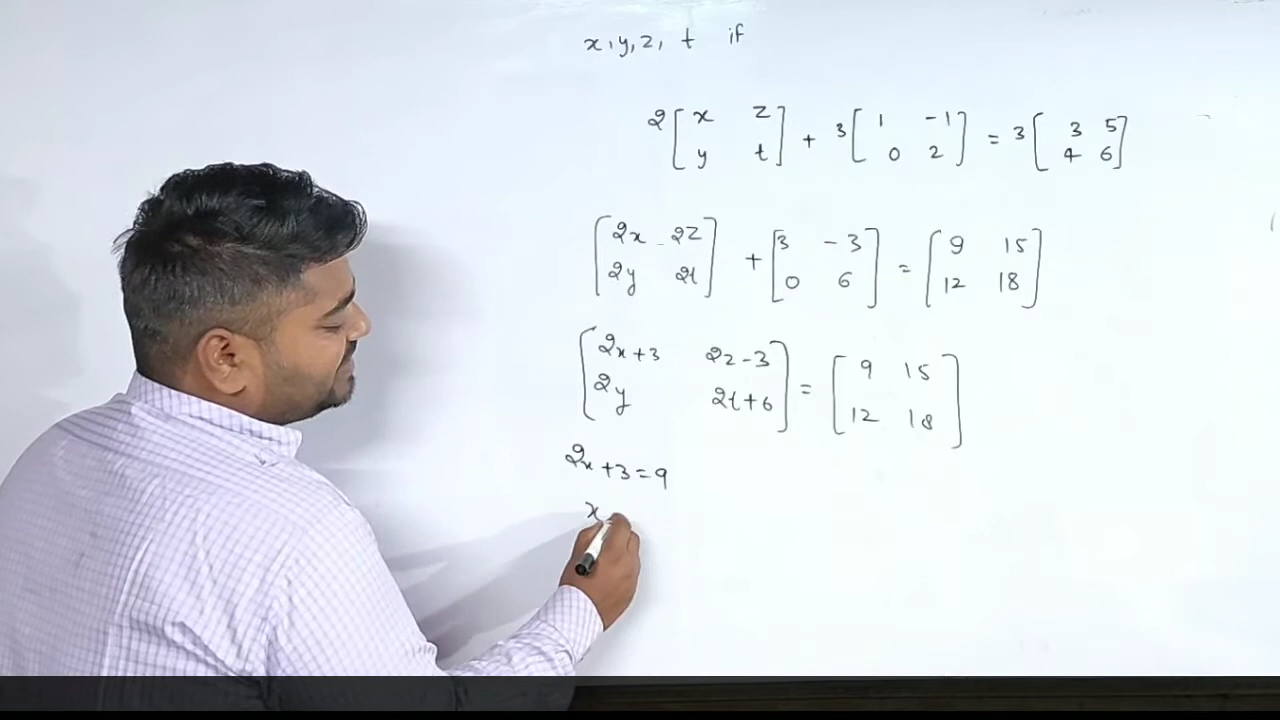 x, y, z, t if
2 [ x z ] + 3 [ 1 -1 ] = 3 [ 3 5 ]
[ y t ] [ 0 2 ] [ 4 6 ]
[ 2x 2z ] + [ 3 -3 ] = [ 9 15 ]
[ 2y 2t ] [ 0 6 ] [ 12 18 ]
[ 2x+3 2z-3 ] = [ 9 15 ]
[ 2y 2t+6 ] [ 12 18 ]
2x+3=9
x